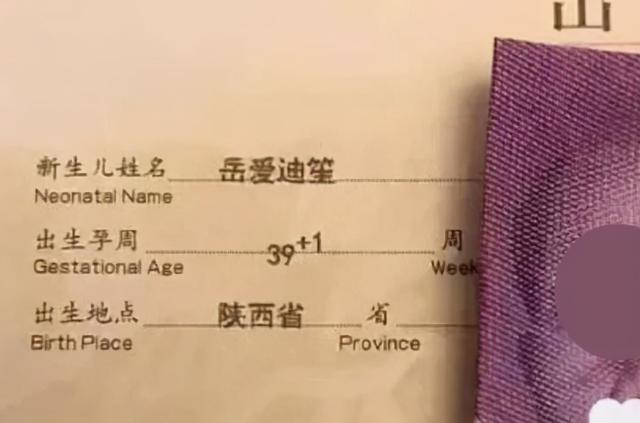 新生儿姓名 岳爱迪笙
Neonatal Name
出生孕周 39+1 周
Gestational Age Week
出生地点 陕西省 省
Birth Place Province